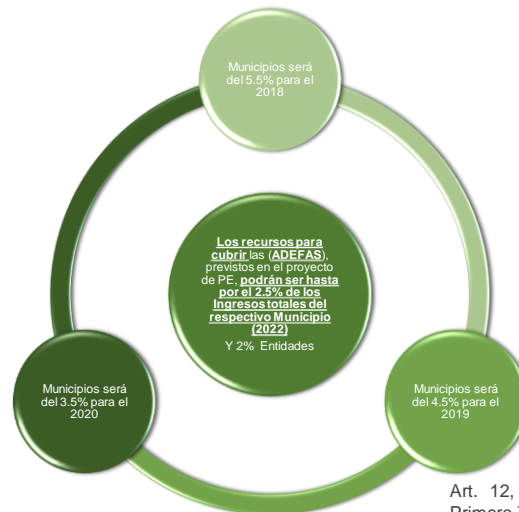 Municipios será
del 5.5% para el
2018
Los recursos para
cubrir las (ADEFAS),
previstos en el proyecto
de PE, podrán ser hasta
por el 2.5% de los
Ingresos totales del
respectivo Municipio
(2022)
Y 2% Entidades
Municipios será
del 3.5% para el
2020
Municipios será
del 4.5% para el
2019
Art. 12,